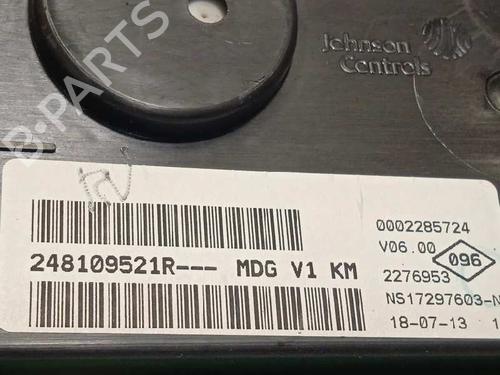 Johnson
Controls
B-PARTS
0002285724
V06.00
096
248109521R--- MDG V1 KM
2276953
NS17297603-N
18-07-13